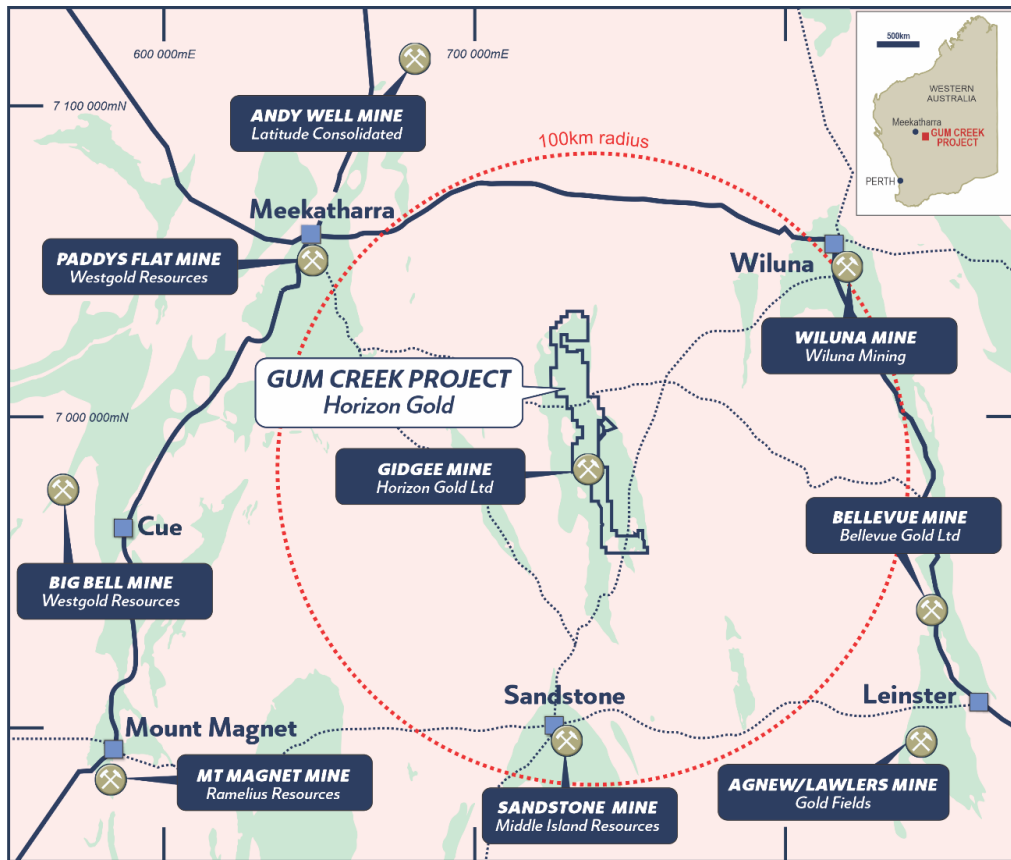 600 000mE
700 000mE
500km
WESTERN
AUSTRALIA
Meekatharra
GUM CREEK
PROJECT
PERTH
7 100 000mN
ANDY WELL MINE
Latitude Consolidated
100km radius
Meekatharra
PADDYS FLAT MINE
Westgold Resources
Wiluna
WILUNA MINE
Wiluna Mining
GUM CREEK PROJECT
Horizon Gold
7 000 000mN
GIDGEE MINE
Horizon Gold Ltd
BELLEVUE MINE
Bellevue Gold Ltd
Cue
BIG BELL MINE
Westgold Resources
Sandstone
Leinster
Mount Magnet
MT MAGNET MINE
Ramelius Resources
AGNEW/LAWLERS MINE
Gold Fields
SANDSTONE MINE
Middle Island Resources